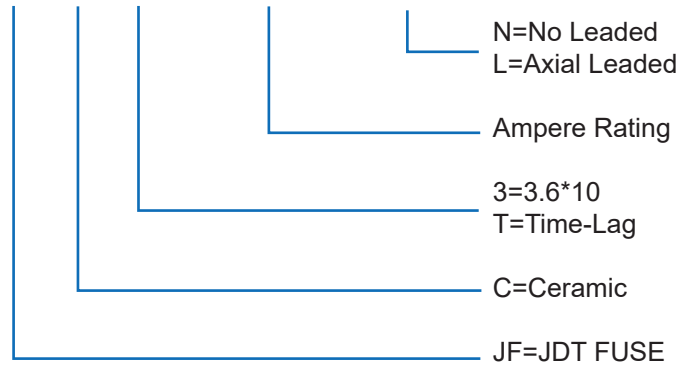 N=No Leaded
L=Axial Leaded
Ampere Rating
3=3.6*10
T=Time-Lag
C=Ceramic
JF=JDT FUSE